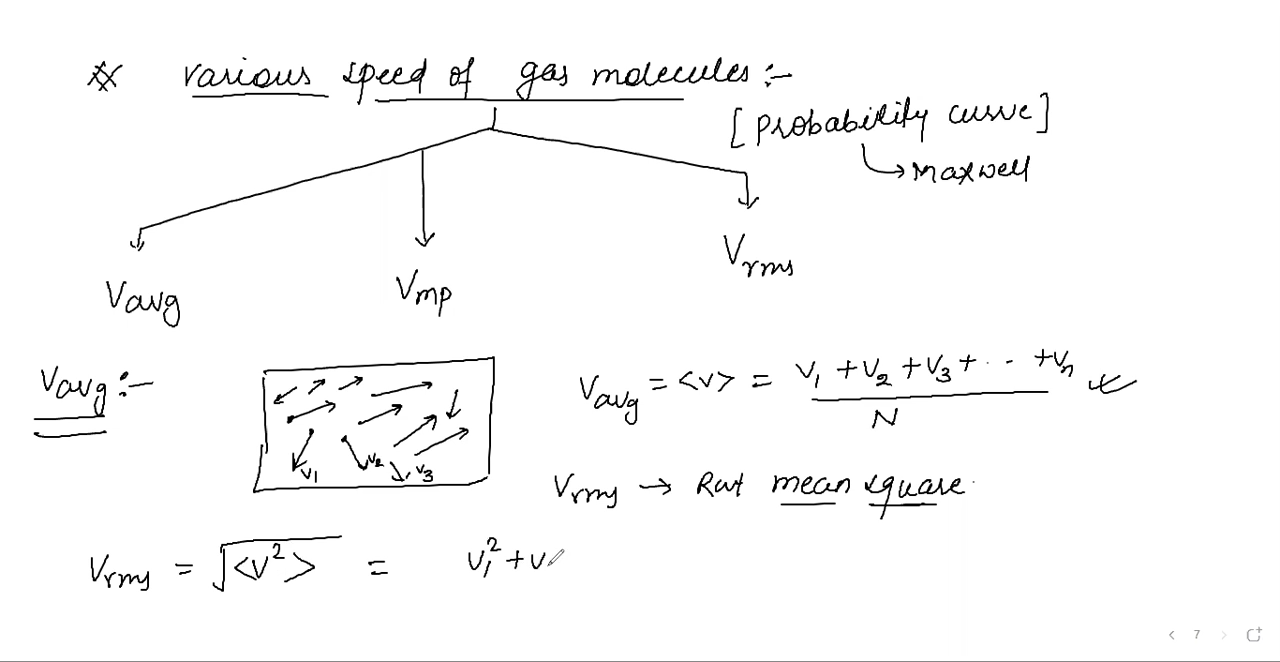 various speed of gas molecules :-
[Probability curve]
→ Maxwell
Vavg Vmp Vrms
Vavg :-
V1 V2 V3
Vavg = <v> = V1 + V2 + V3 + ... + Vn / N
Vrms → Root mean square
Vrms = √<v²> = V1² + V
< 7 >